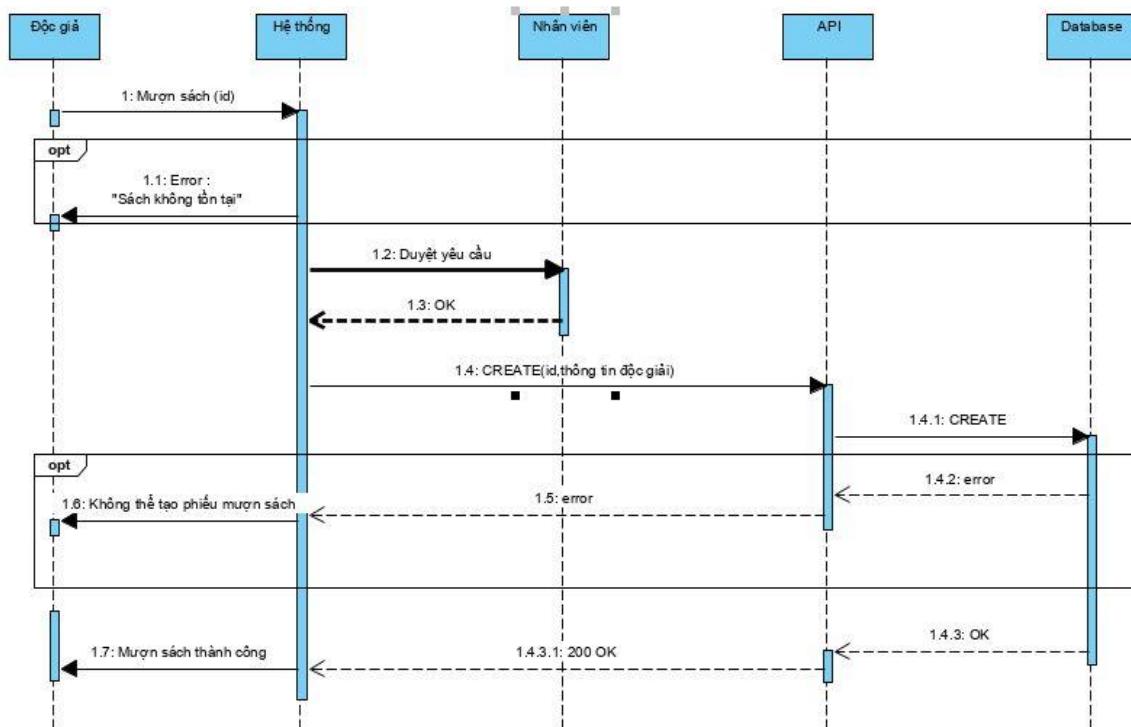 Độc giả
Hệ thống
Nhân viên
API
Database
1: Mượn sách (id)
opt
1.1: Error :
"Sách không tồn tại"
1.2: Duyệt yêu cầu
1.3: OK
1.4: CREATE(id,thông tin độc giải)
1.4.1: CREATE
opt
1.4.2: error
1.5: error
1.6: Không thể tạo phiếu mượn sách
1.4.3: OK
1.4.3.1: 200 OK
1.7: Mượn sách thành công